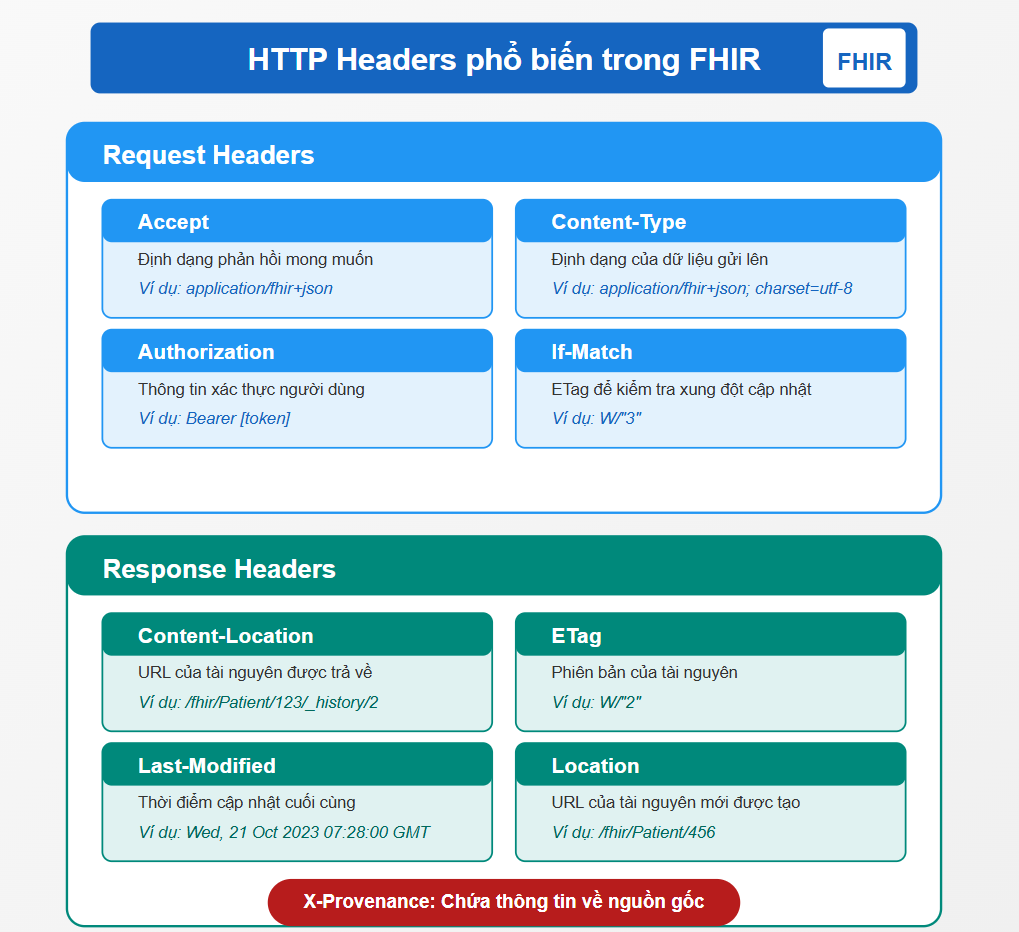 HTTP Headers phổ biến trong FHIR
FHIR
Request Headers
Accept
Định dạng phản hồi mong muốn
Ví dụ: application/fhir+json
Content-Type
Định dạng của dữ liệu gửi lên
Ví dụ: application/fhir+json; charset=utf-8
Authorization
Thông tin xác thực người dùng
Ví dụ: Bearer [token]
If-Match
ETag để kiểm tra xung đột cập nhật
Ví dụ: W/"3"
Response Headers
Content-Location
URL của tài nguyên được trả về
Ví dụ: /fhir/Patient/123/_history/2
ETag
Phiên bản của tài nguyên
Ví dụ: W/"2"
Last-Modified
Thời điểm cập nhật cuối cùng
Ví dụ: Wed, 21 Oct 2023 07:28:00 GMT
Location
URL của tài nguyên mới được tạo
Ví dụ: /fhir/Patient/456
X-Provenance: Chứa thông tin về nguồn gốc